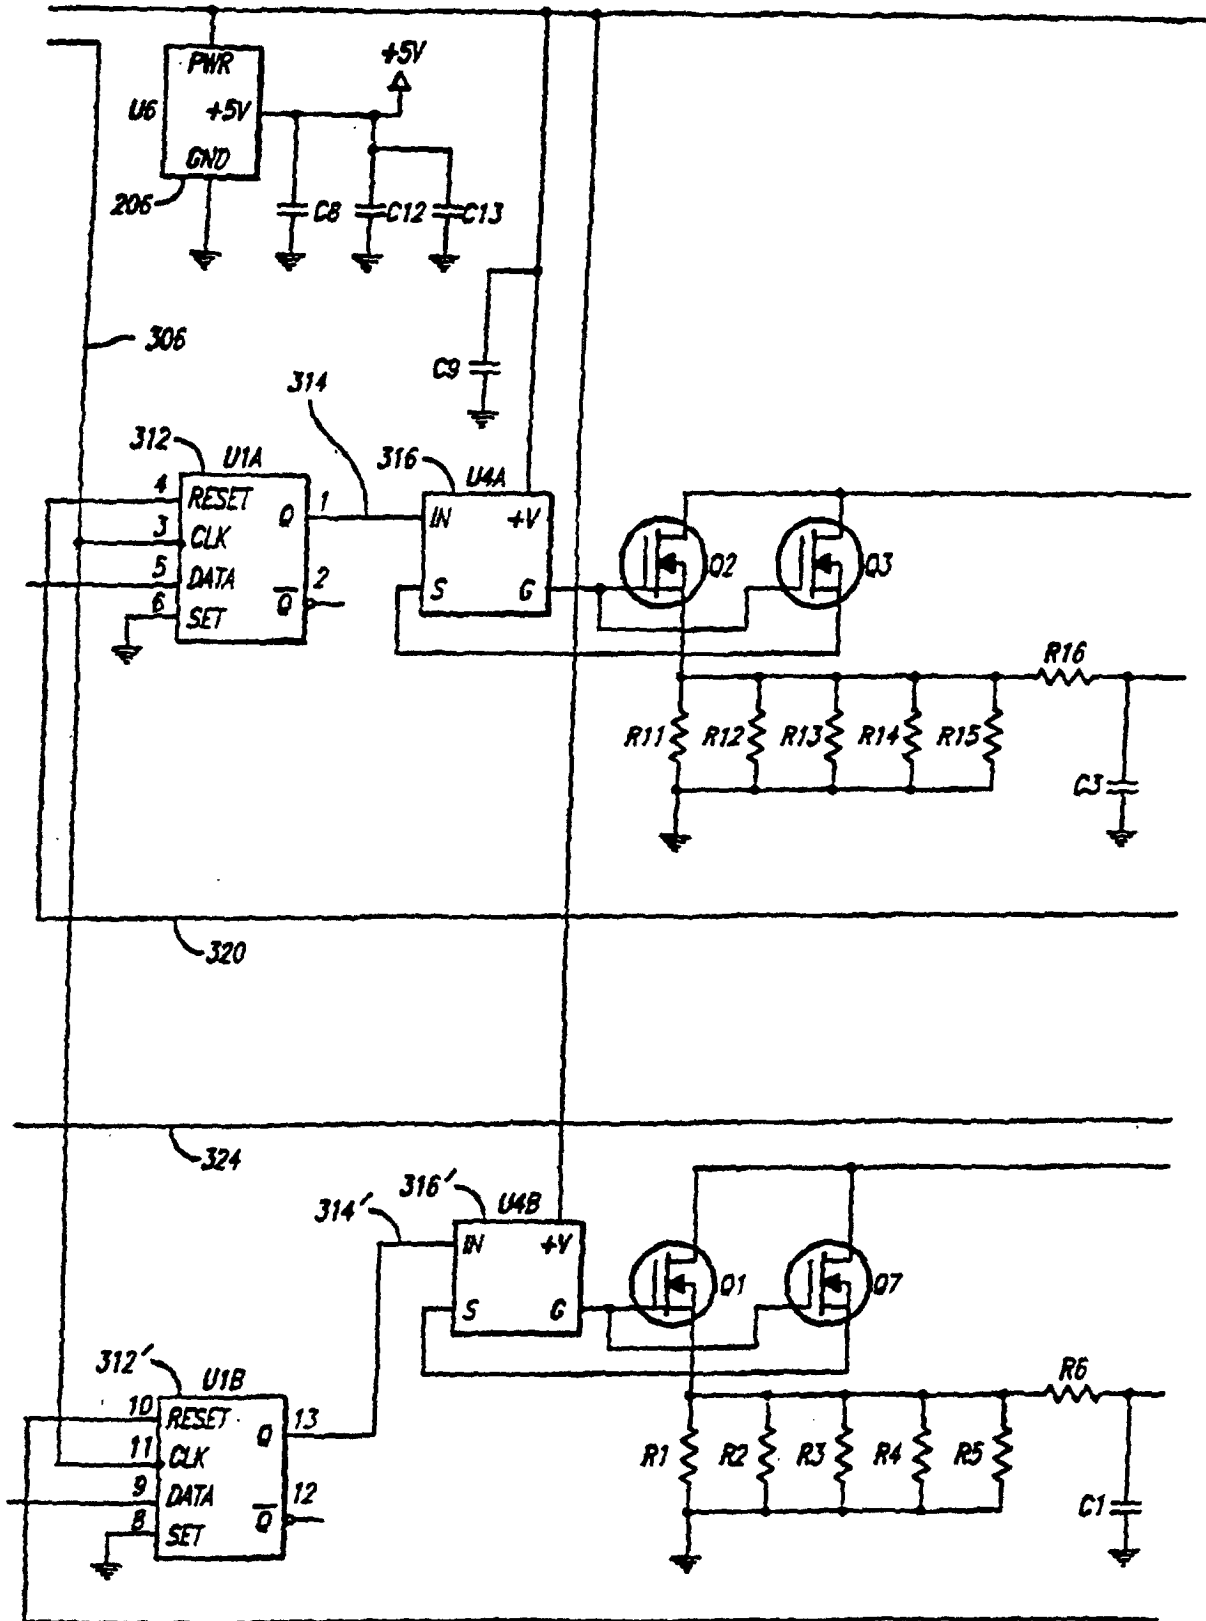 PWR
+5V
U6
+5V
GND
206
C8
C12
C13
306
C9
314
312
U1A
316
U4A
4
RESET
Q
1
IN
+V
3
CLK
5
DATA
2
Q
S
G
Q2
Q3
6
SET
R16
R11
R12
R13
R14
R15
C3
320
324
316′
U4B
314′
IN
+V
S
G
Q1
Q7
312′
U1B
10
RESET
Q
13
R6
11
CLK
R1
R2
R3
R4
R5
9
DATA
12
Q
C1
8
SET